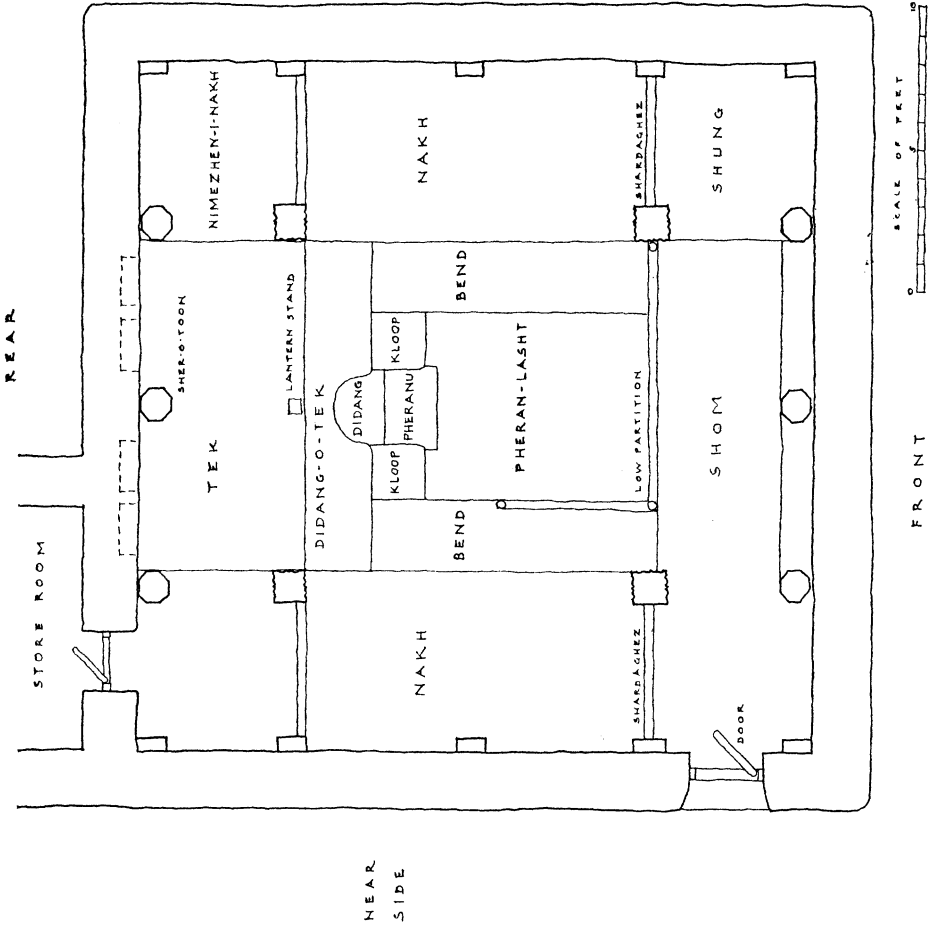 REAR
STORE ROOM
NIMEZHEN-I-NAKH
NAKH
SHARDAGHEZ
SHUNG
SHER-O-TOON
TEK
LANTERN STAND
DIDANG-O-TEK
BEND
KLOOP
DIDANG
PHERANU
KLOOP
BEND
PHERAN-LASHT
LOW PARTITION
SHOM
NAKH
SHARDAGHEZ
DOOR
NEAR
SIDE
FRONT
SCALE OF FEET
0 5 10